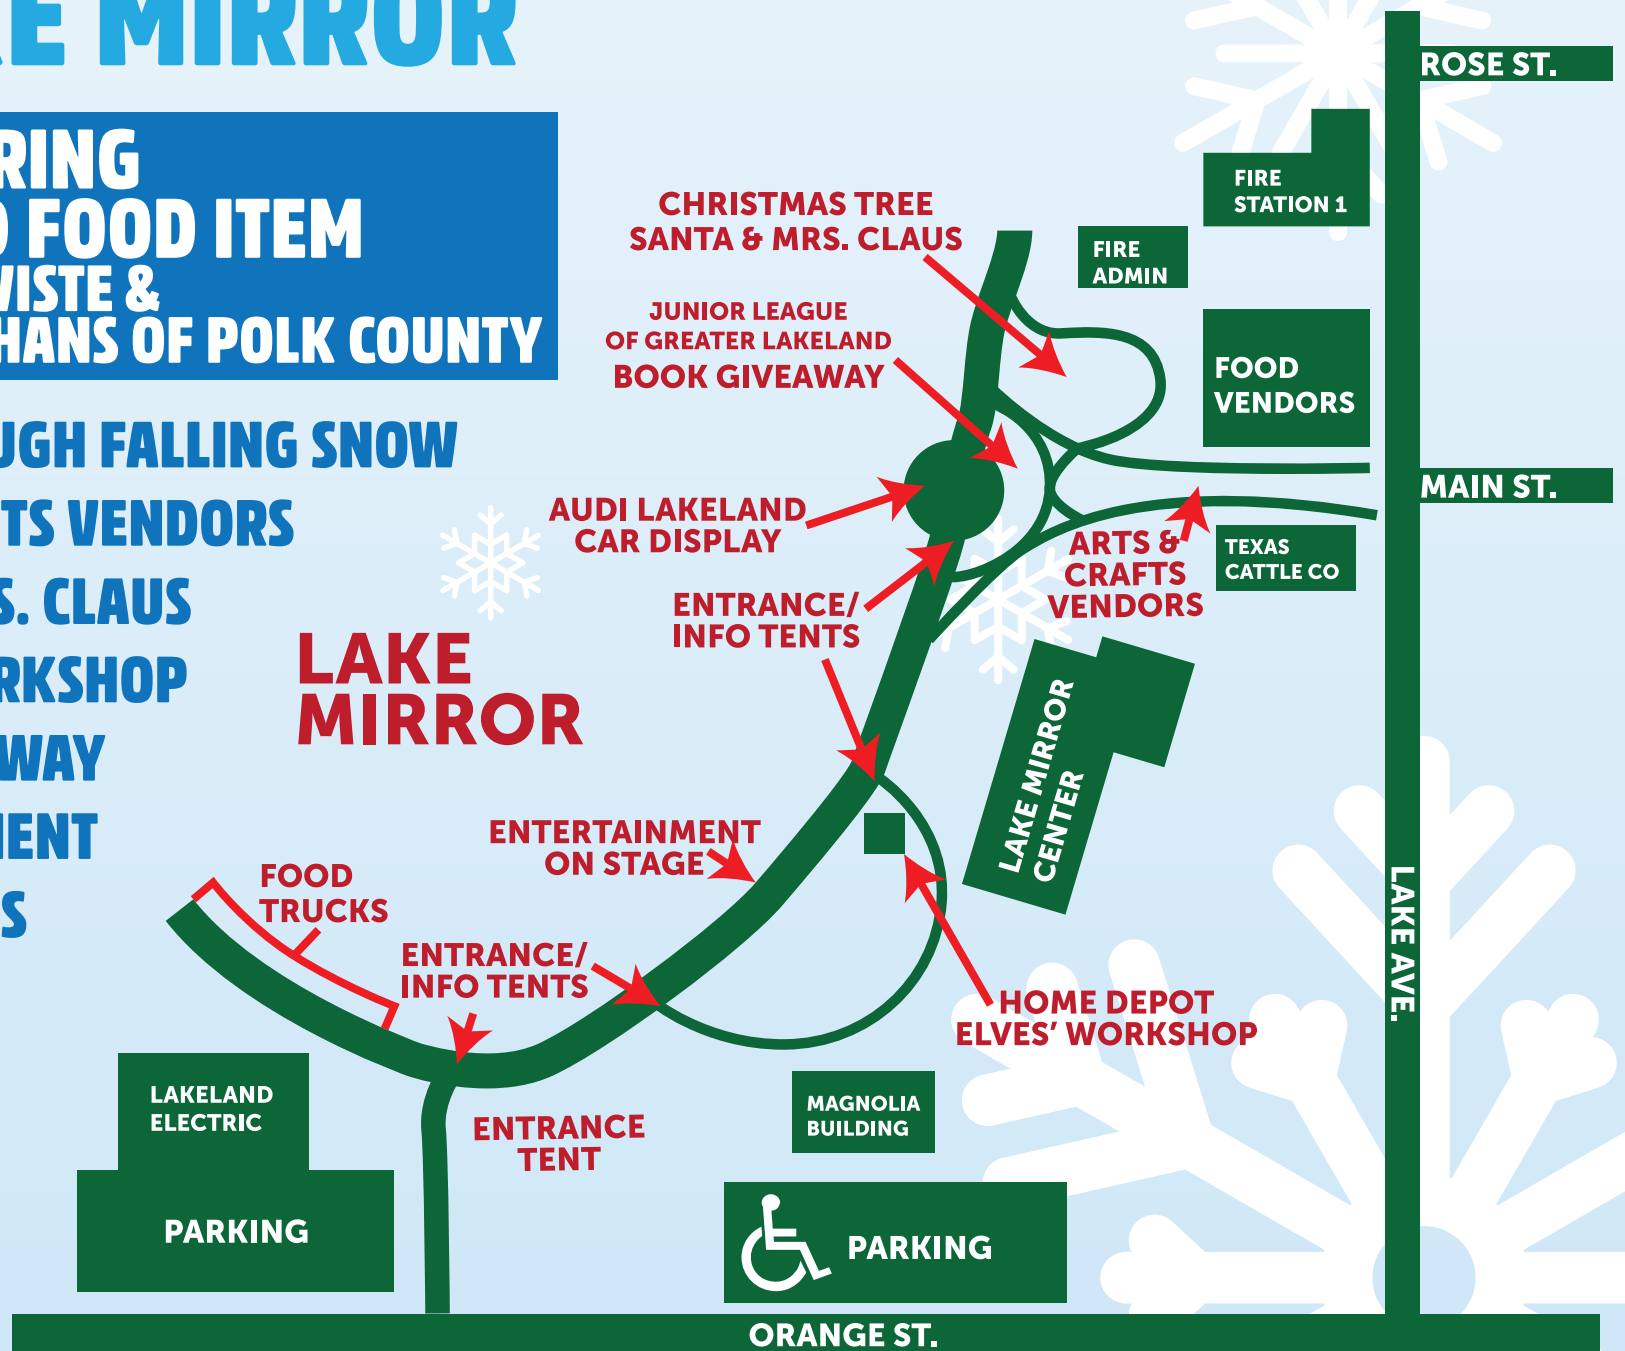 E MIRROR
RING
FOOD ITEM
VISTE &
HANS OF POLK COUNTY
UGH FALLING SNOW
TS VENDORS
S. CLAUS
RKSHOP
WAY
MENT
S
ROSE ST.
FIRE
STATION 1
CHRISTMAS TREE
SANTA & MRS. CLAUS
FIRE
ADMIN
JUNIOR LEAGUE
OF GREATER LAKELAND
BOOK GIVEAWAY
FOOD
VENDORS
MAIN ST.
AUDI LAKELAND
CAR DISPLAY
ARTS &
CRAFTS
VENDORS
TEXAS
CATTLE CO
ENTRANCE/
INFO TENTS
LAKE
MIRROR
LAKE MIRROR
CENTER
ENTERTAINMENT
ON STAGE
FOOD
TRUCKS
LAKE AVE.
ENTRANCE/
INFO TENTS
HOME DEPOT
ELVES' WORKSHOP
LAKELAND
ELECTRIC
MAGNOLIA
BUILDING
ENTRANCE
TENT
PARKING
PARKING
ORANGE ST.